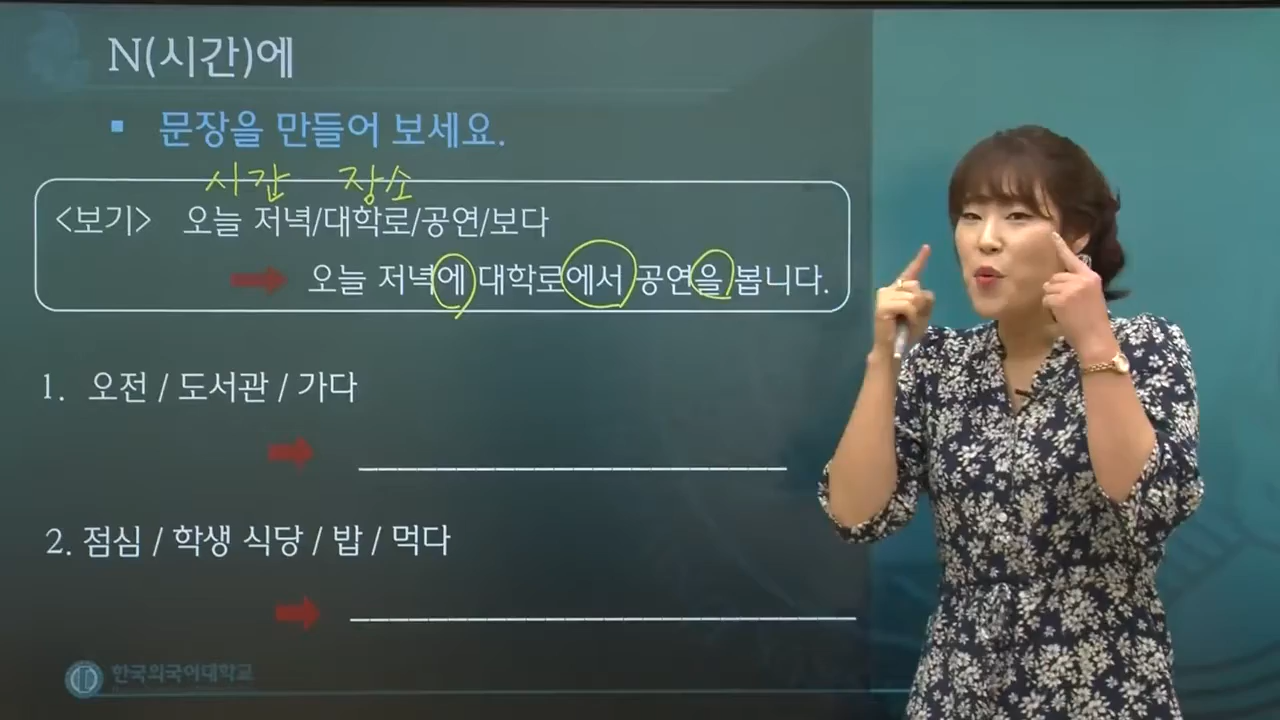 N(시간)에
▪ 문장을 만들어 보세요.
시간 장소
<보기> 오늘 저녁/대학로/공연/보다
오늘 저녁에 대학로에서 공연을 봅니다.
1. 오전 / 도서관 / 가다
2. 점심 / 학생 식당 / 밥 / 먹다
한국외국어대학교